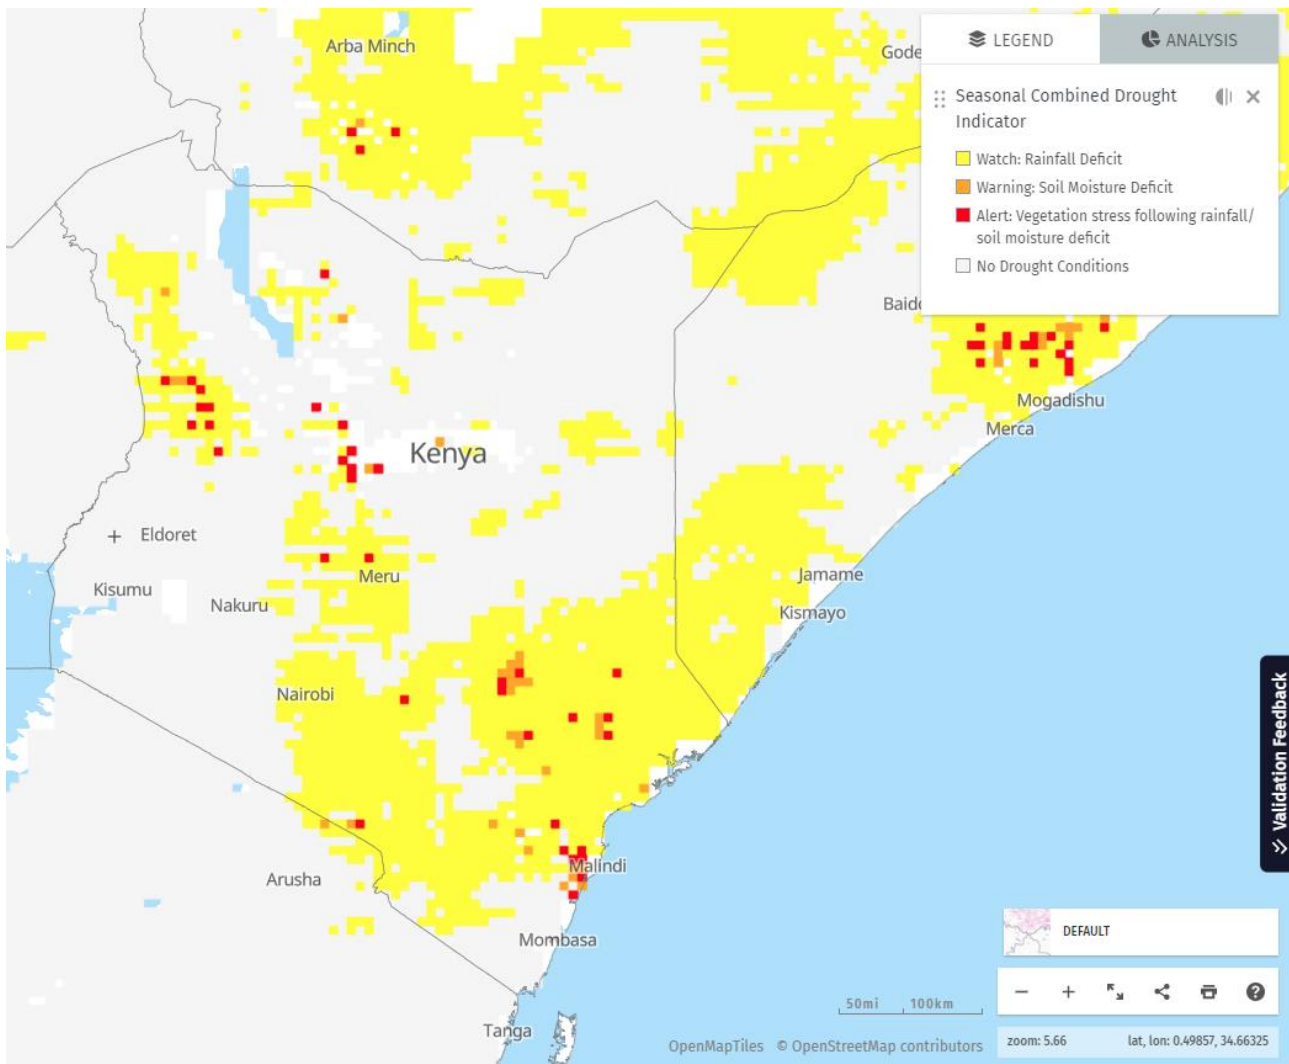 Arba Minch
Gode
LEGEND
ANALYSIS
Seasonal Combined Drought
Indicator
Watch: Rainfall Deficit
Warning: Soil Moisture Deficit
Alert: Vegetation stress following rainfall/
soil moisture deficit
No Drought Conditions
Baido
Mogadishu
Merca
Kenya
Eldoret
Jamame
Meru
Kisumu
Nakuru
Kismayo
Nairobi
Validation Feedback
Malindi
Arusha
Mombasa
DEFAULT
50mi
100km
Tanga
OpenMapTiles © OpenStreetMap contributors
zoom: 5.66
lat, lon: 0.49857, 34.66325